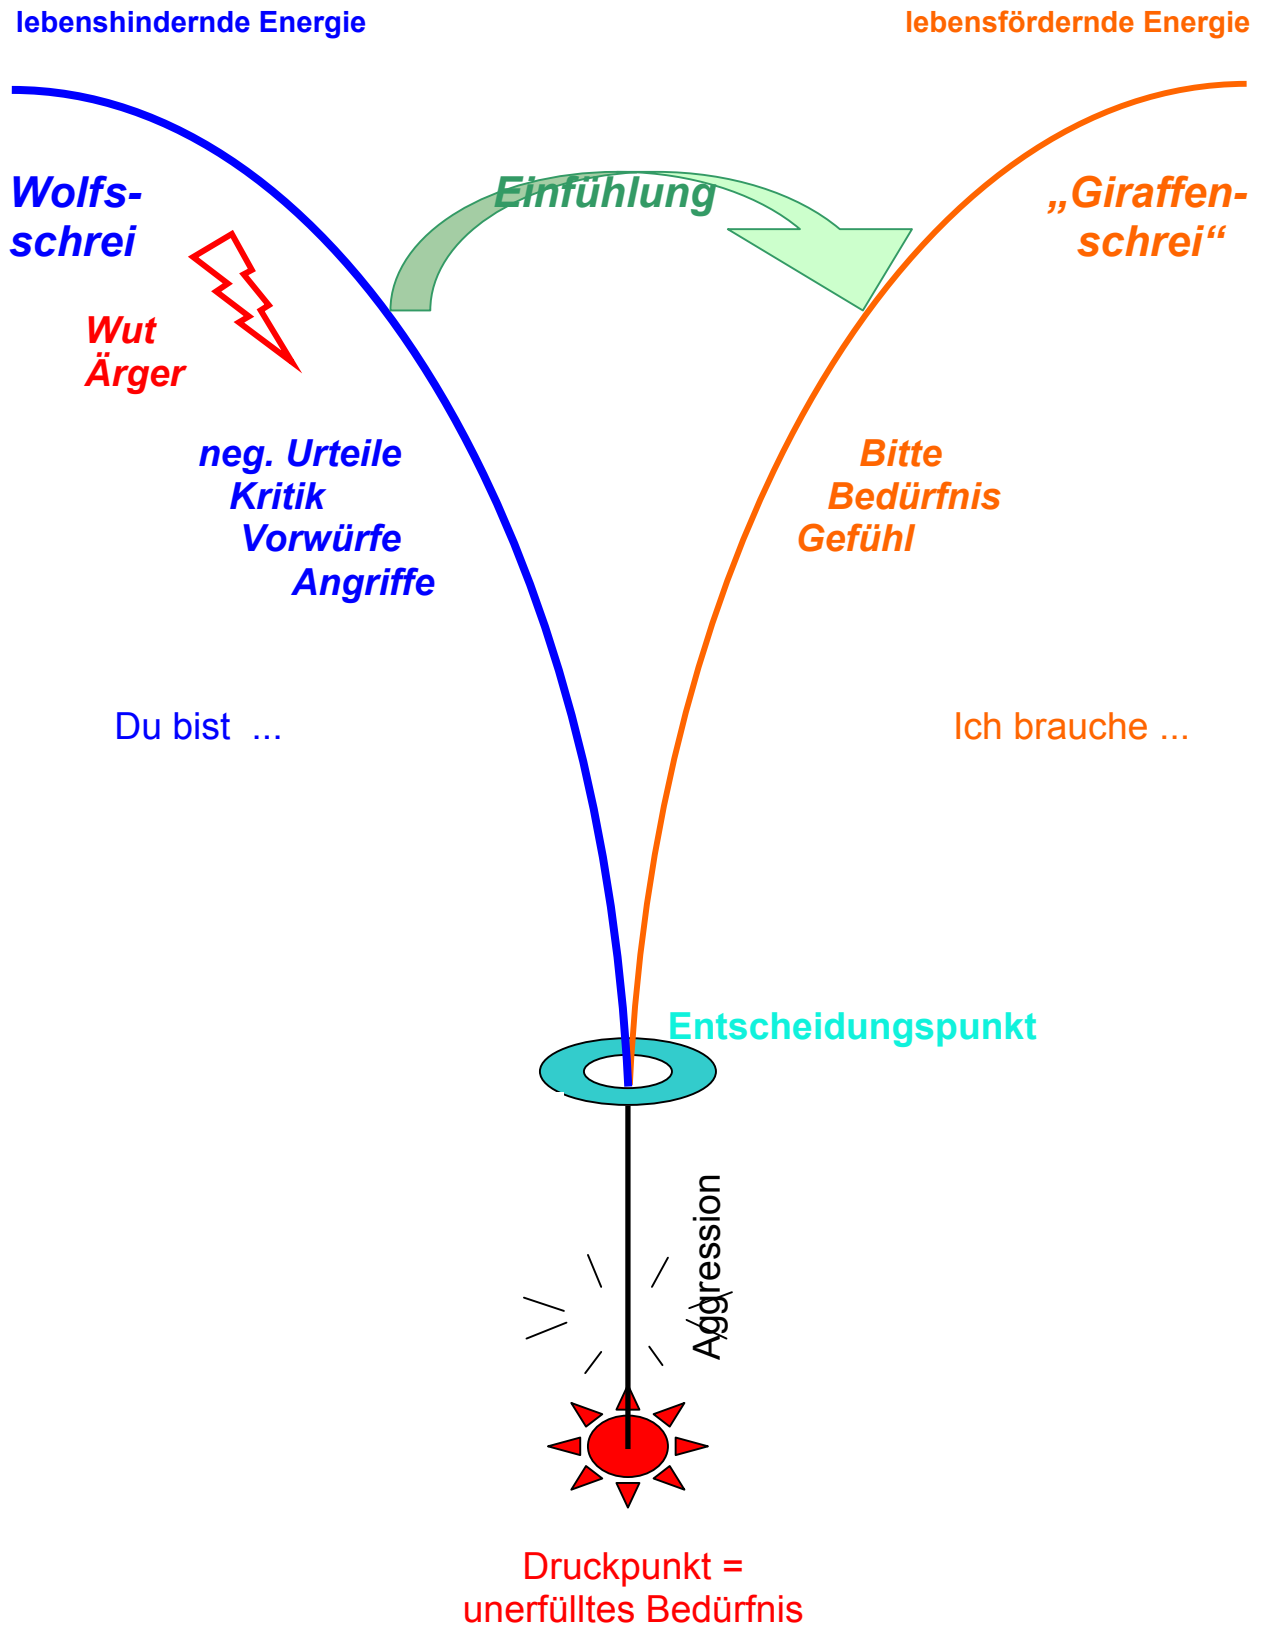 lebenshindernde Energie
lebensfördernde Energie
Wolfs-
schrei
Einfühlung
„Giraffen-
schrei“
Wut
Ärger
neg. Urteile
Kritik
Vorwürfe
Angriffe
Bitte
Bedürfnis
Gefühl
Du bist ...
Ich brauche ...
Entscheidungspunkt
Aggression
Druckpunkt =
unerfülltes Bedürfnis